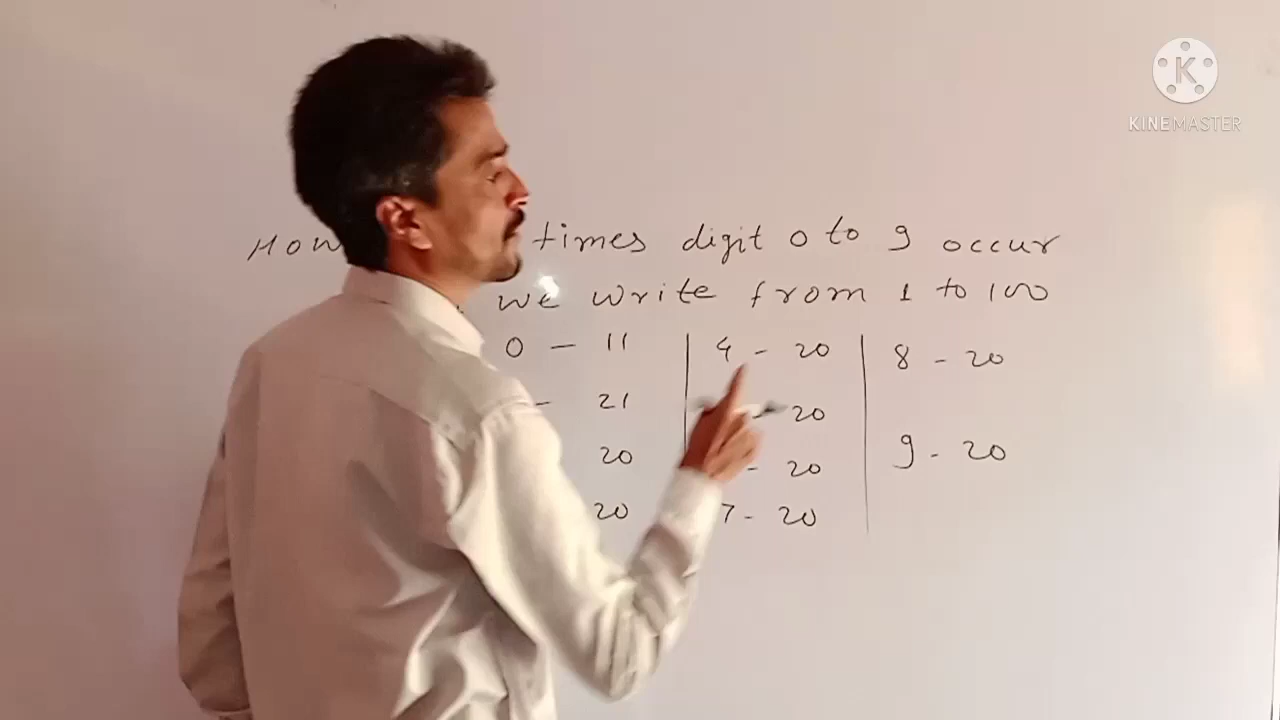 KINEMASTER
How times digit 0 to 9 occur
we write from 1 to 100
0 - 11
- 21
20
20
4 - 20
- 20
- 20
7 - 20
8 - 20
9 - 20